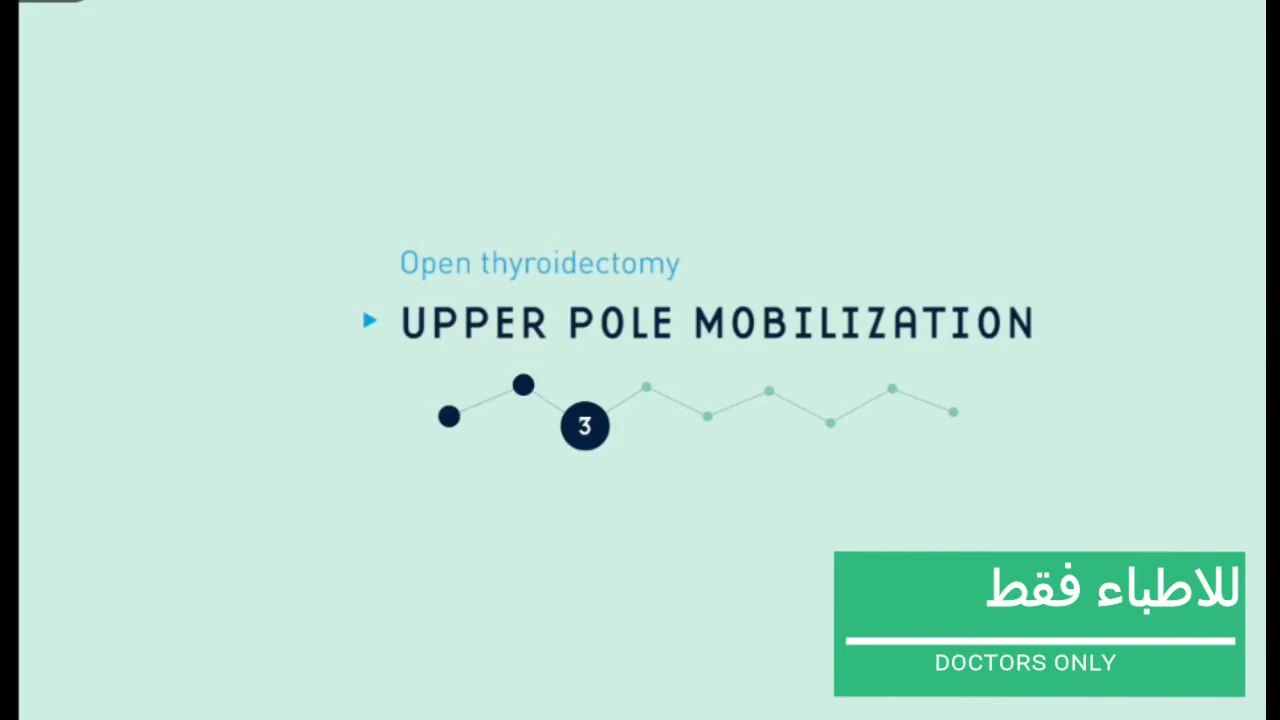 Open thyroidectomy
UPPER POLE MOBILIZATION
3
للاطباء فقط
DOCTORS ONLY